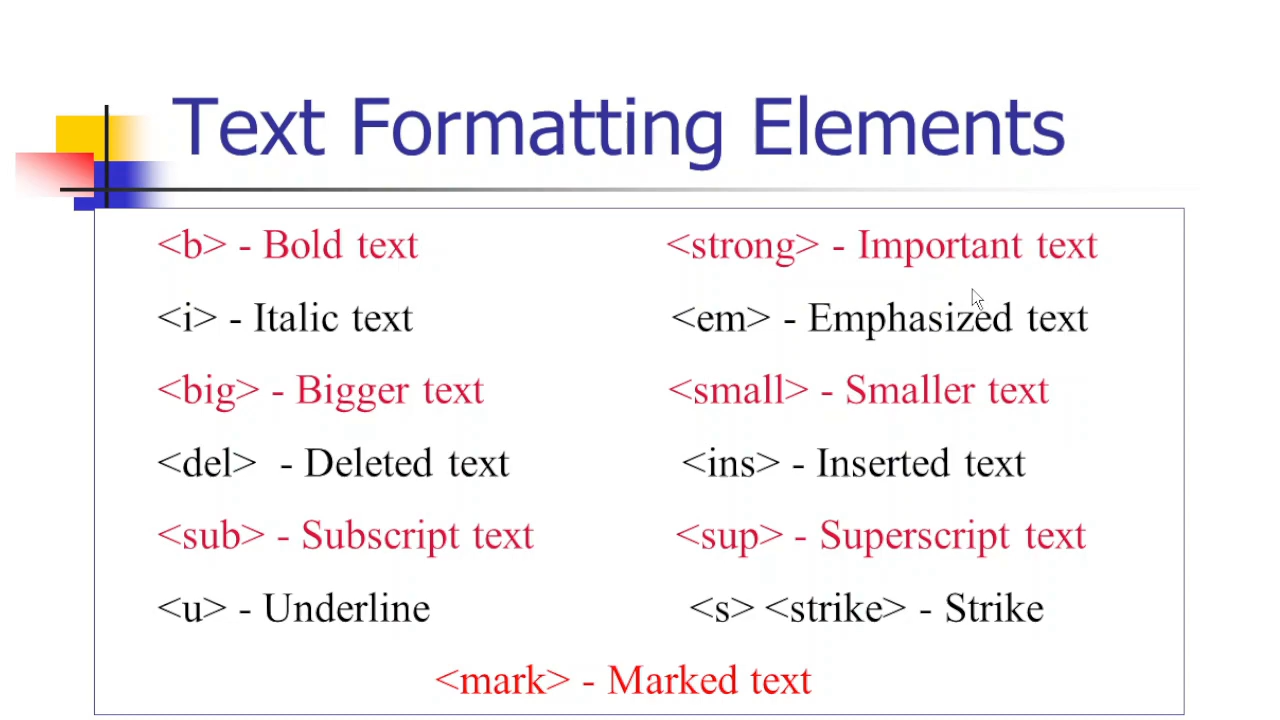 Text Formatting Elements
<b> - Bold text <strong> - Important text
<i> - Italic text <em> - Emphasized text
<big> - Bigger text <small> - Smaller text
<del> - Deleted text <ins> - Inserted text
<sub> - Subscript text <sup> - Superscript text
<u> - Underline <s> <strike> - Strike
<mark> - Marked text